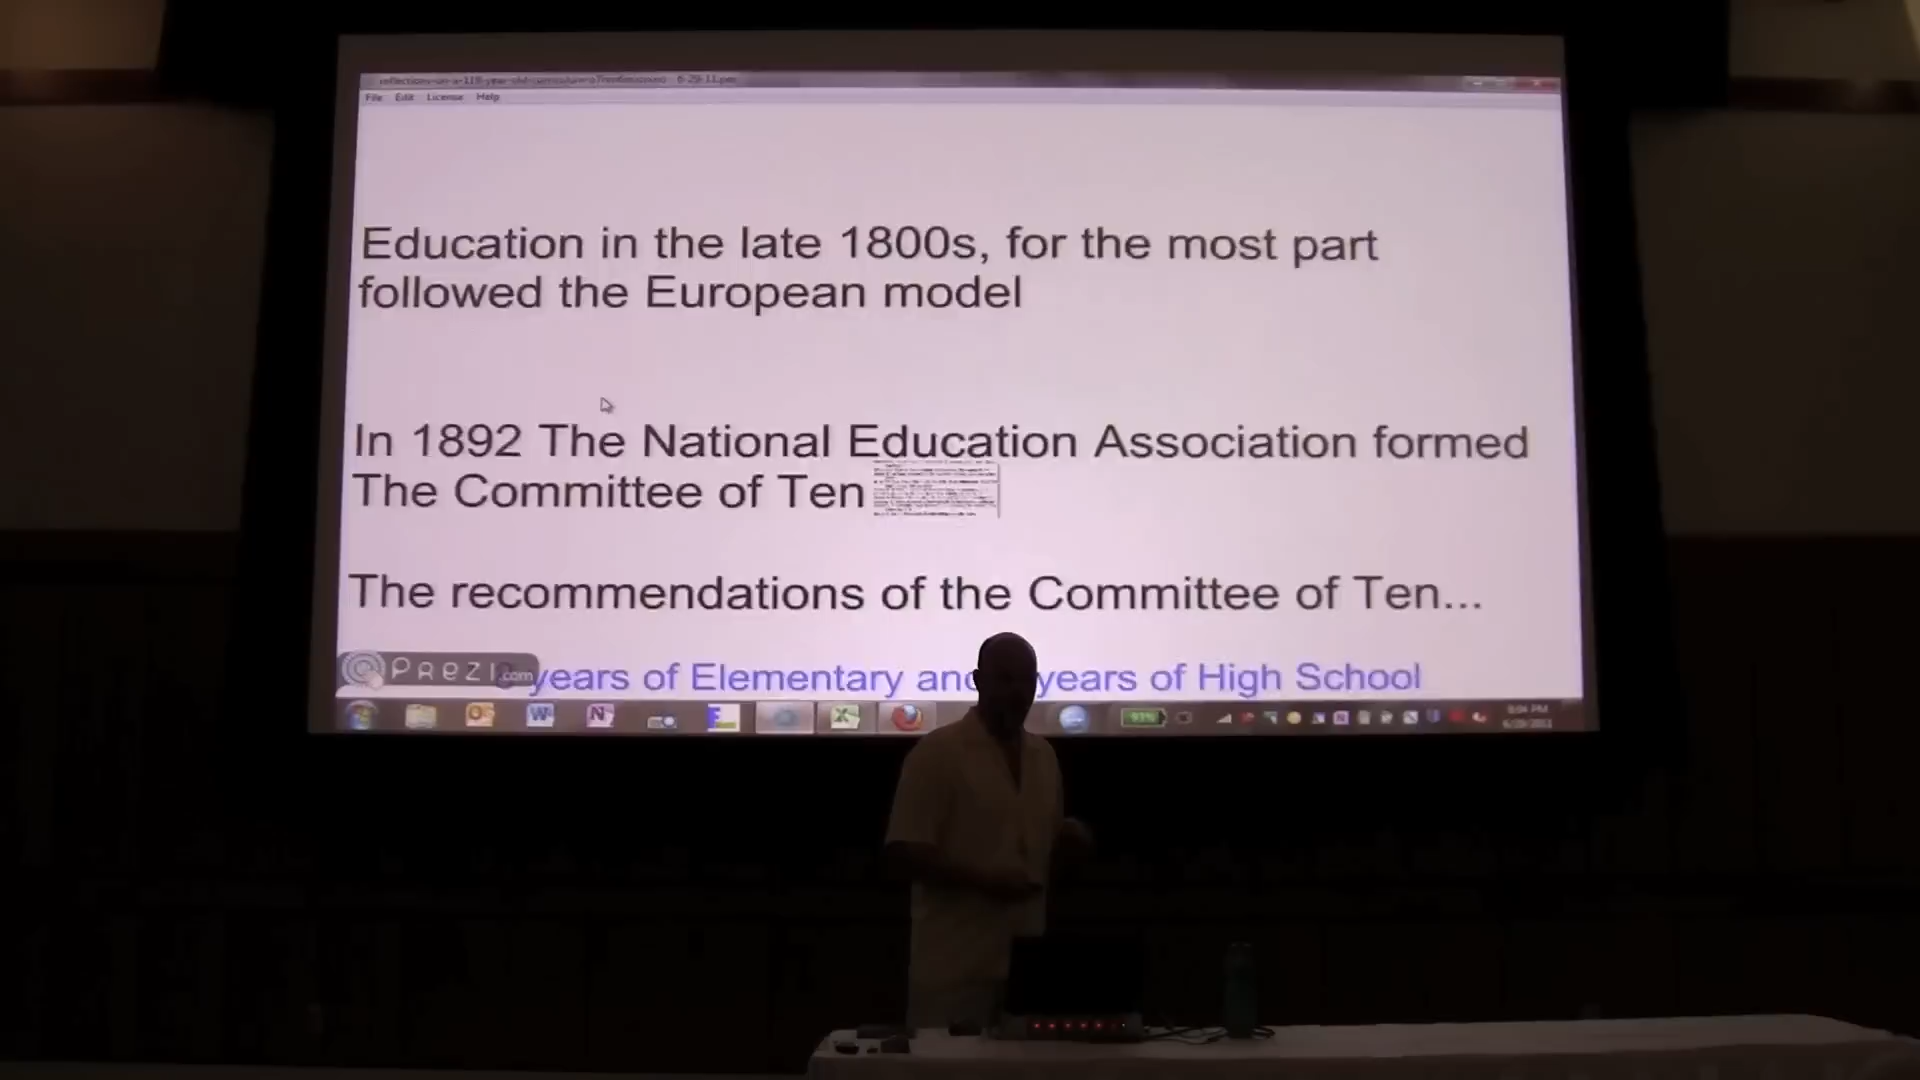 File Edit License Help
Education in the late 1800s, for the most part
followed the European model
In 1892 The National Education Association formed
The Committee of Ten
The recommendations of the Committee of Ten...
years of Elementary and years of High School
PREZI.com
93%